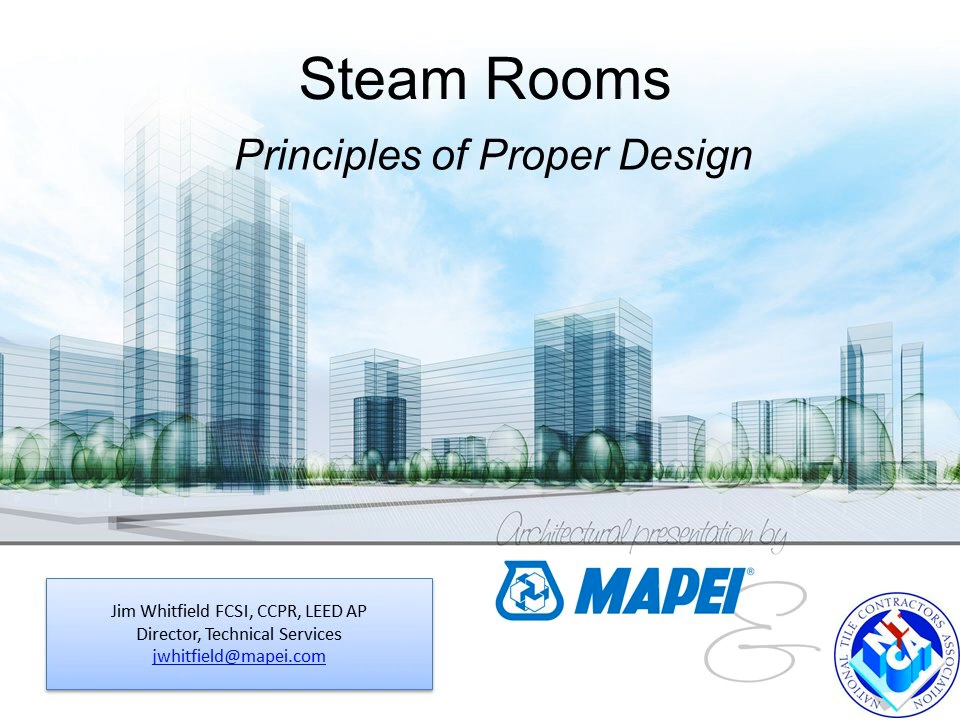 Steam Rooms
Principles of Proper Design
Architectural presentation by
MAPEI®
&
Jim Whitfield FCSI, CCPR, LEED AP
Director, Technical Services
jwhitfield@mapei.com
NATIONAL TILE CONTRACTORS ASSOCIATION
NTCA